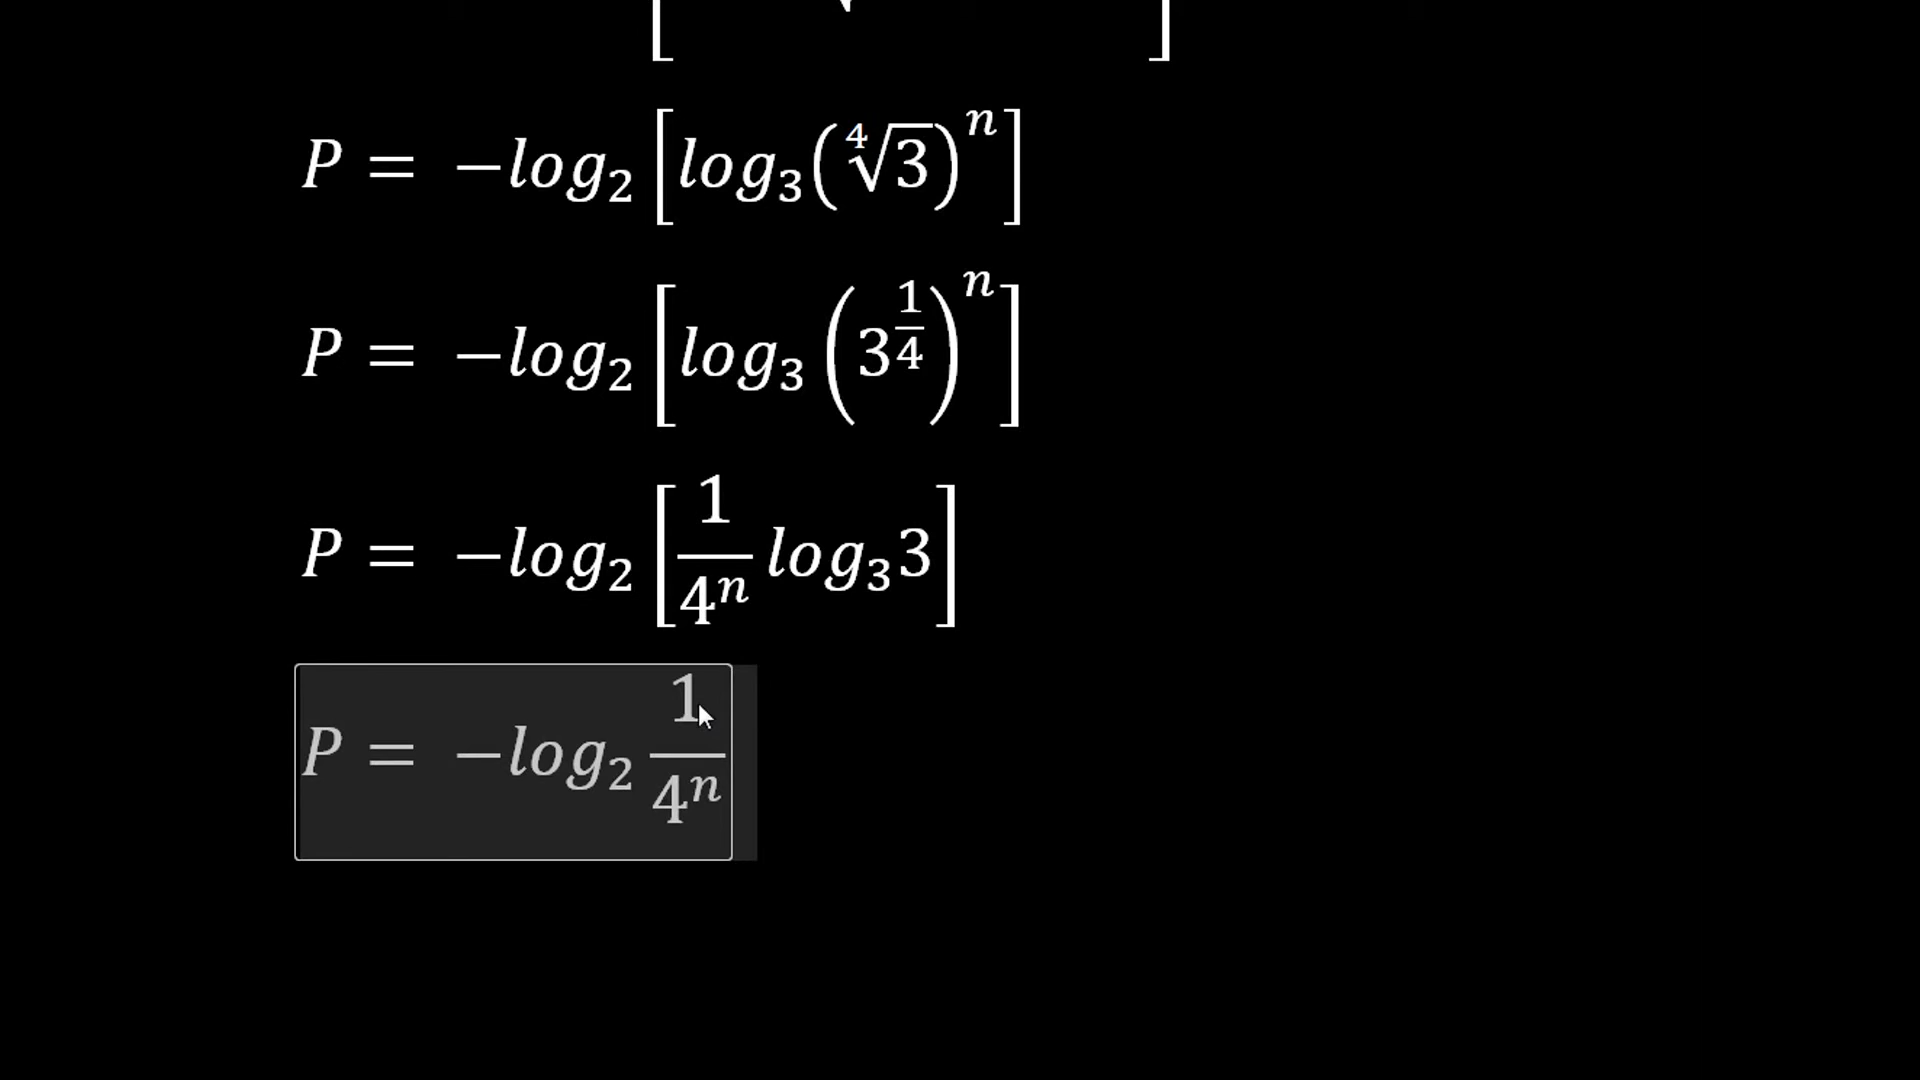 P = −log₂ [log₃(∜3)ⁿ]
P = −log₂ [log₃ (3^(1/4))ⁿ]
P = −log₂ [1/4ⁿ log₃3]
P = −log₂ 1/4ⁿ